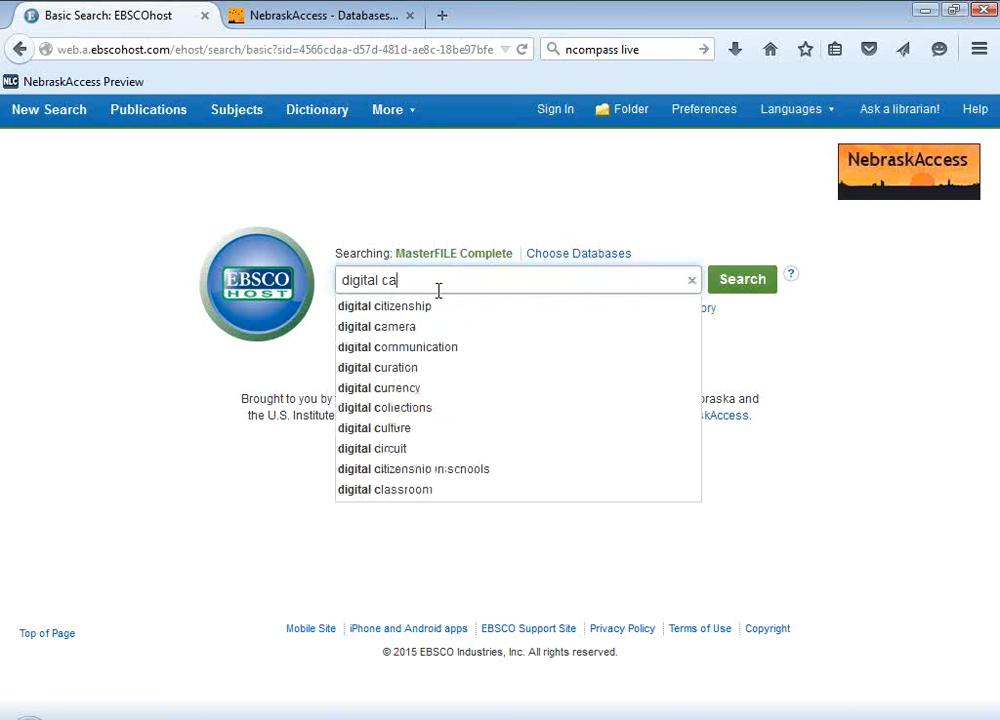 Basic Search: EBSCOhost
NebraskAccess - Databases...
web.a.ebscohost.com/ehost/search/basic?sid=4566cdaa-d57d-481d-ae8c-18be97bfe
ncompass live
NLC NebraskAccess Preview
New Search Publications Subjects Dictionary More
Sign In Folder Preferences Languages Ask a librarian! Help
NebraskAccess
Searching: MasterFILE Complete Choose Databases
EBSCO
HOST
digital ca
Search
?
digital citizenship
ory
digital camera
digital communication
digital curation
digital currency
Brought to you by
raska and
digital collections
the U.S. Institute
kAccess.
digital culture
digital circuit
digital citizenship in schools
digital classroom
Top of Page
Mobile Site iPhone and Android apps EBSCO Support Site Privacy Policy Terms of Use Copyright
© 2015 EBSCO Industries, Inc. All rights reserved.